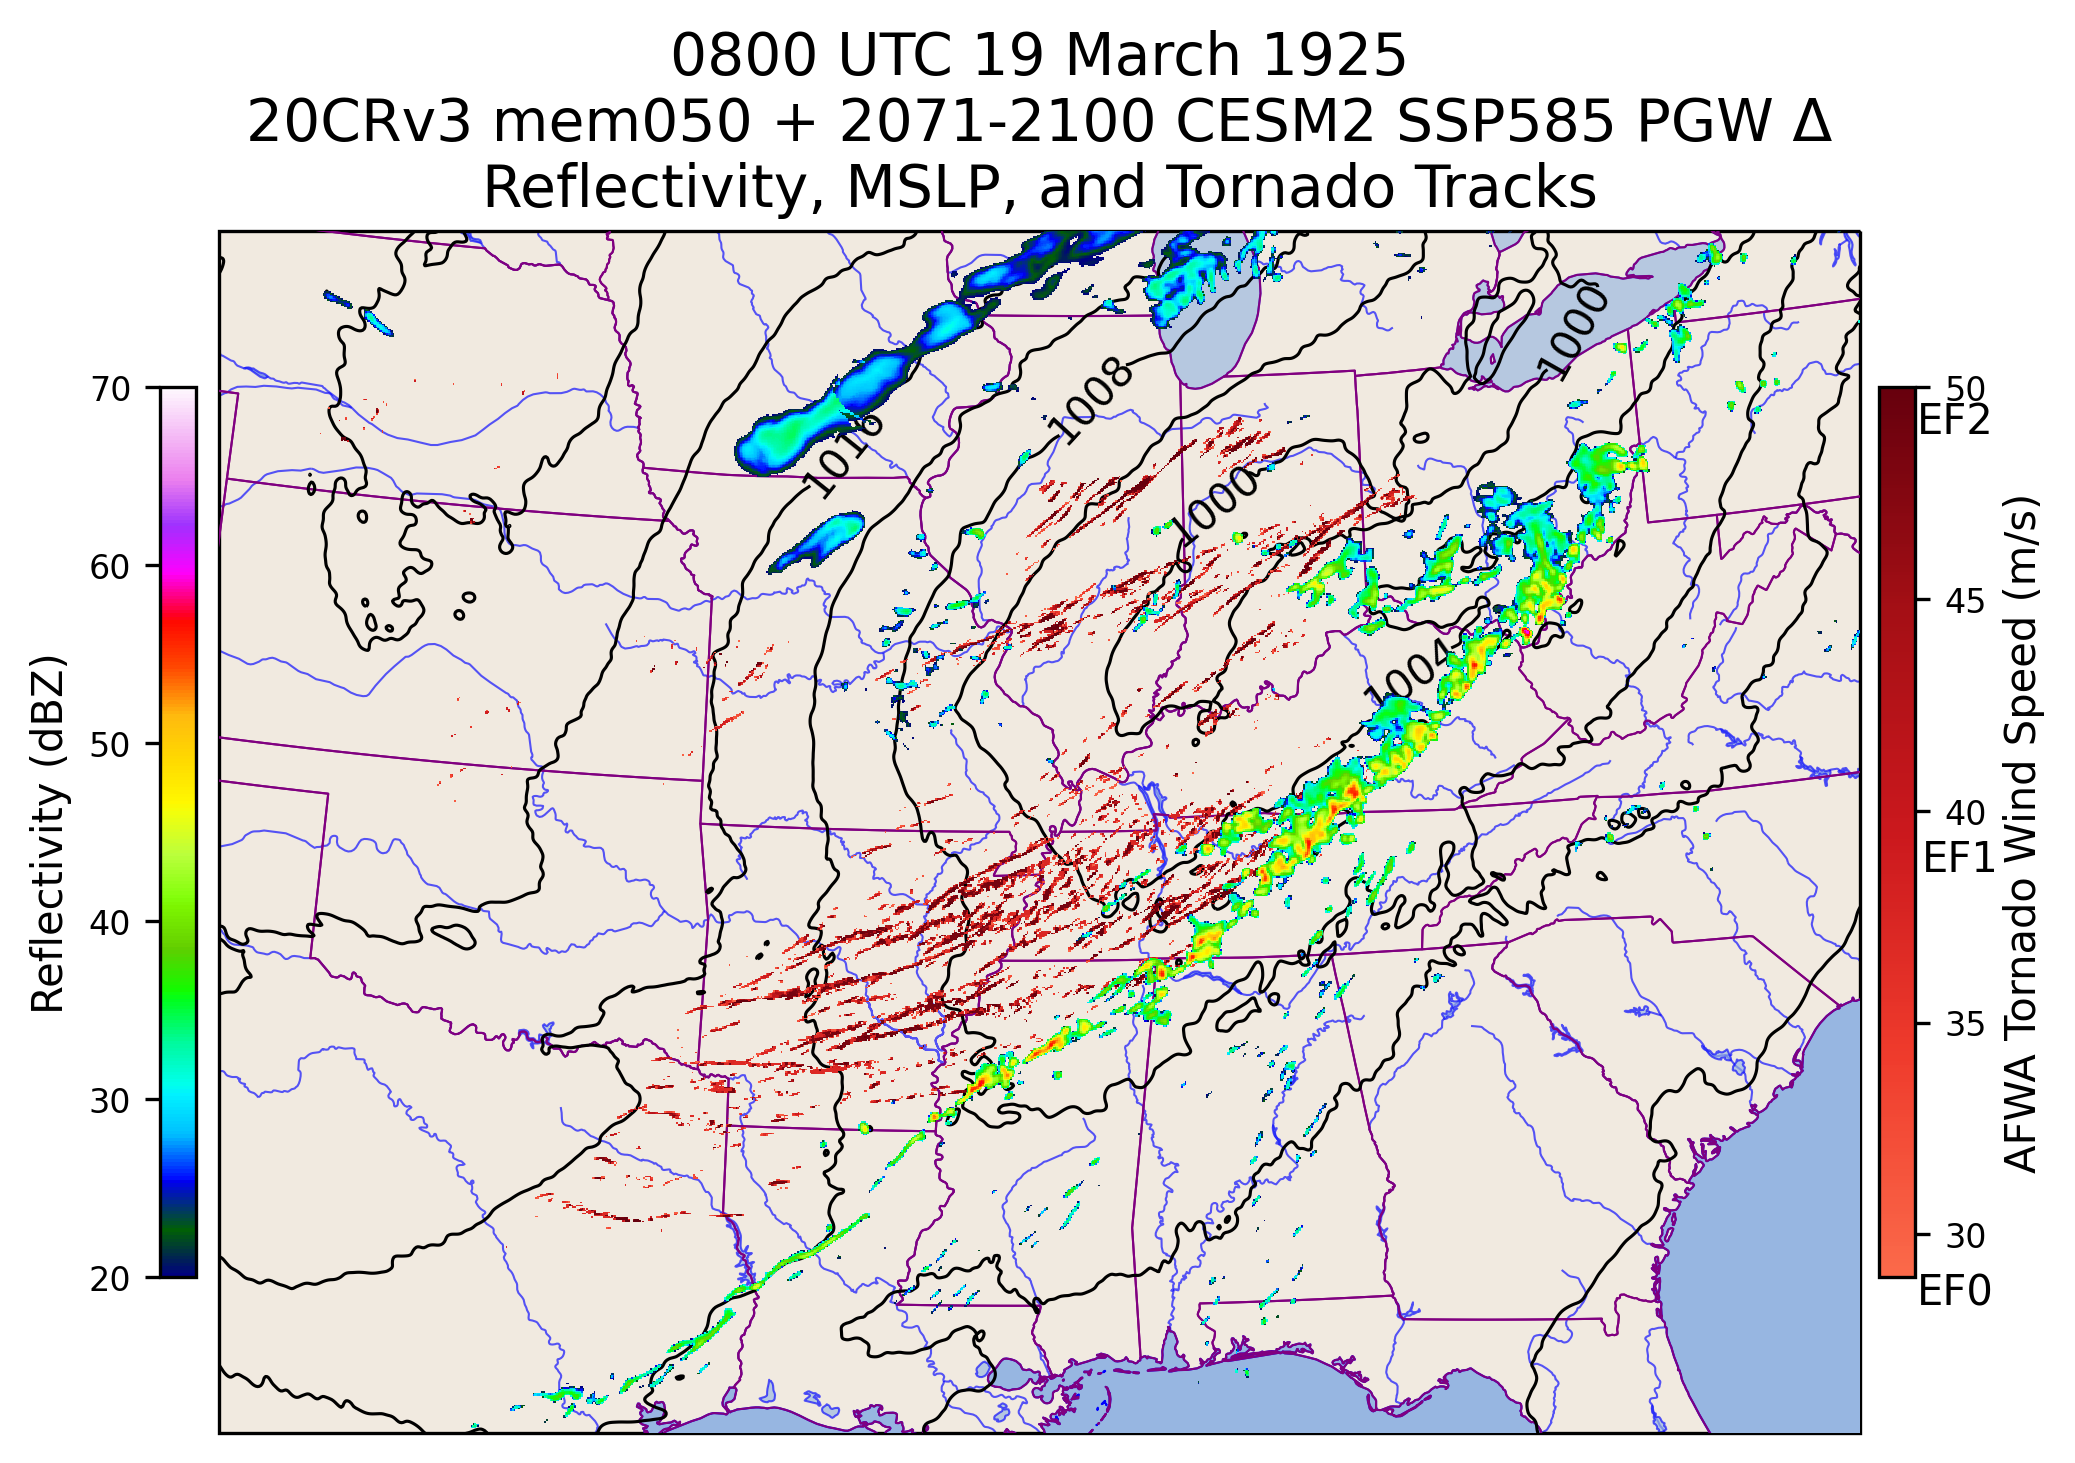 0800 UTC 19 March 1925
20CRv3 mem050 + 2071-2100 CESM2 SSP585 PGW Δ
Reflectivity, MSLP, and Tornado Tracks
Reflectivity (dBZ)
70
60
50
40
30
20
1000
1008
1016
1000
1004
50
EF2
45
40
EF1
35
30
EF0
AFWA Tornado Wind Speed (m/s)